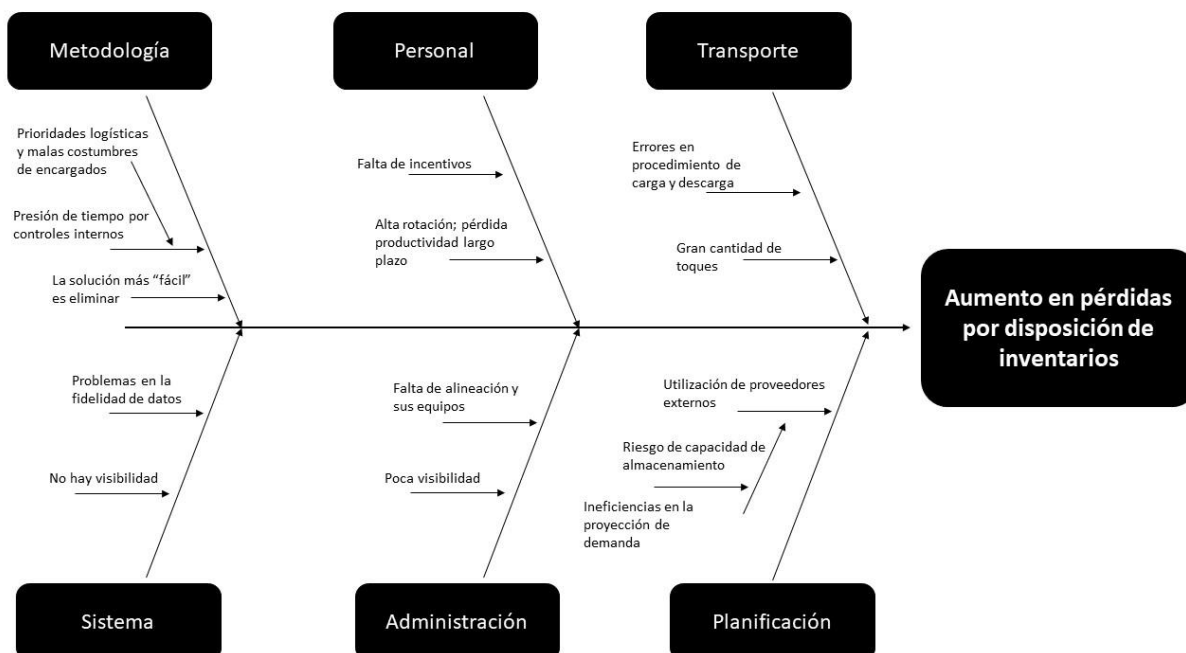 Metodología
Personal
Transporte
Prioridades logísticas
y malas costumbres
de encargados
Presión de tiempo por
controles internos
La solución más “fácil”
es eliminar
Falta de incentivos
Alta rotación; pérdida
productividad largo
plazo
Errores en
procedimiento de
carga y descarga
Gran cantidad de
toques
Aumento en pérdidas
por disposición de
inventarios
Problemas en la
fidelidad de datos
No hay visibilidad
Falta de alineación y
sus equipos
Poca visibilidad
Utilización de proveedores
externos
Riesgo de capacidad de
almacenamiento
Ineficiencias en la
proyección de
demanda
Sistema
Administración
Planificación